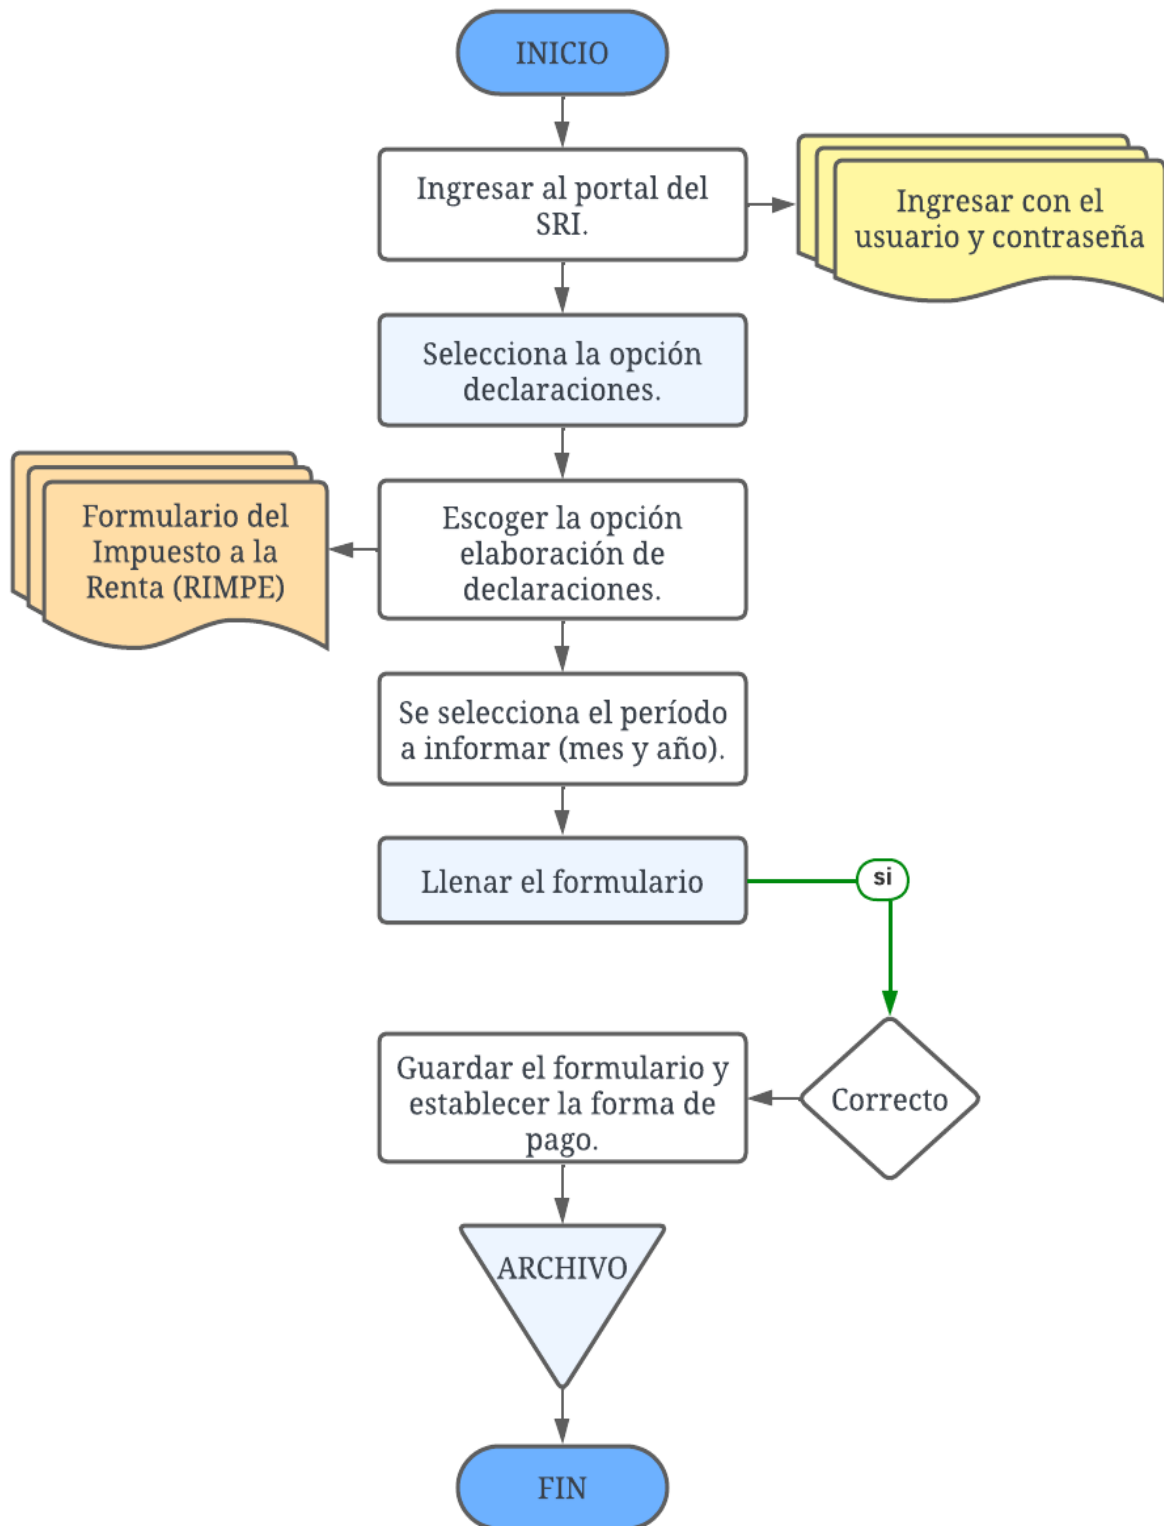 INICIO
Ingresar al portal del
SRI.
Ingresar con el
usuario y contraseña
Selecciona la opción
declaraciones.
Formulario del
Impuesto a la
Renta (RIMPE)
Escoger la opción
elaboración de
declaraciones.
Se selecciona el período
a informar (mes y año).
Llenar el formulario
si
Correcto
Guardar el formulario y
establecer la forma de
pago.
ARCHIVO
FIN